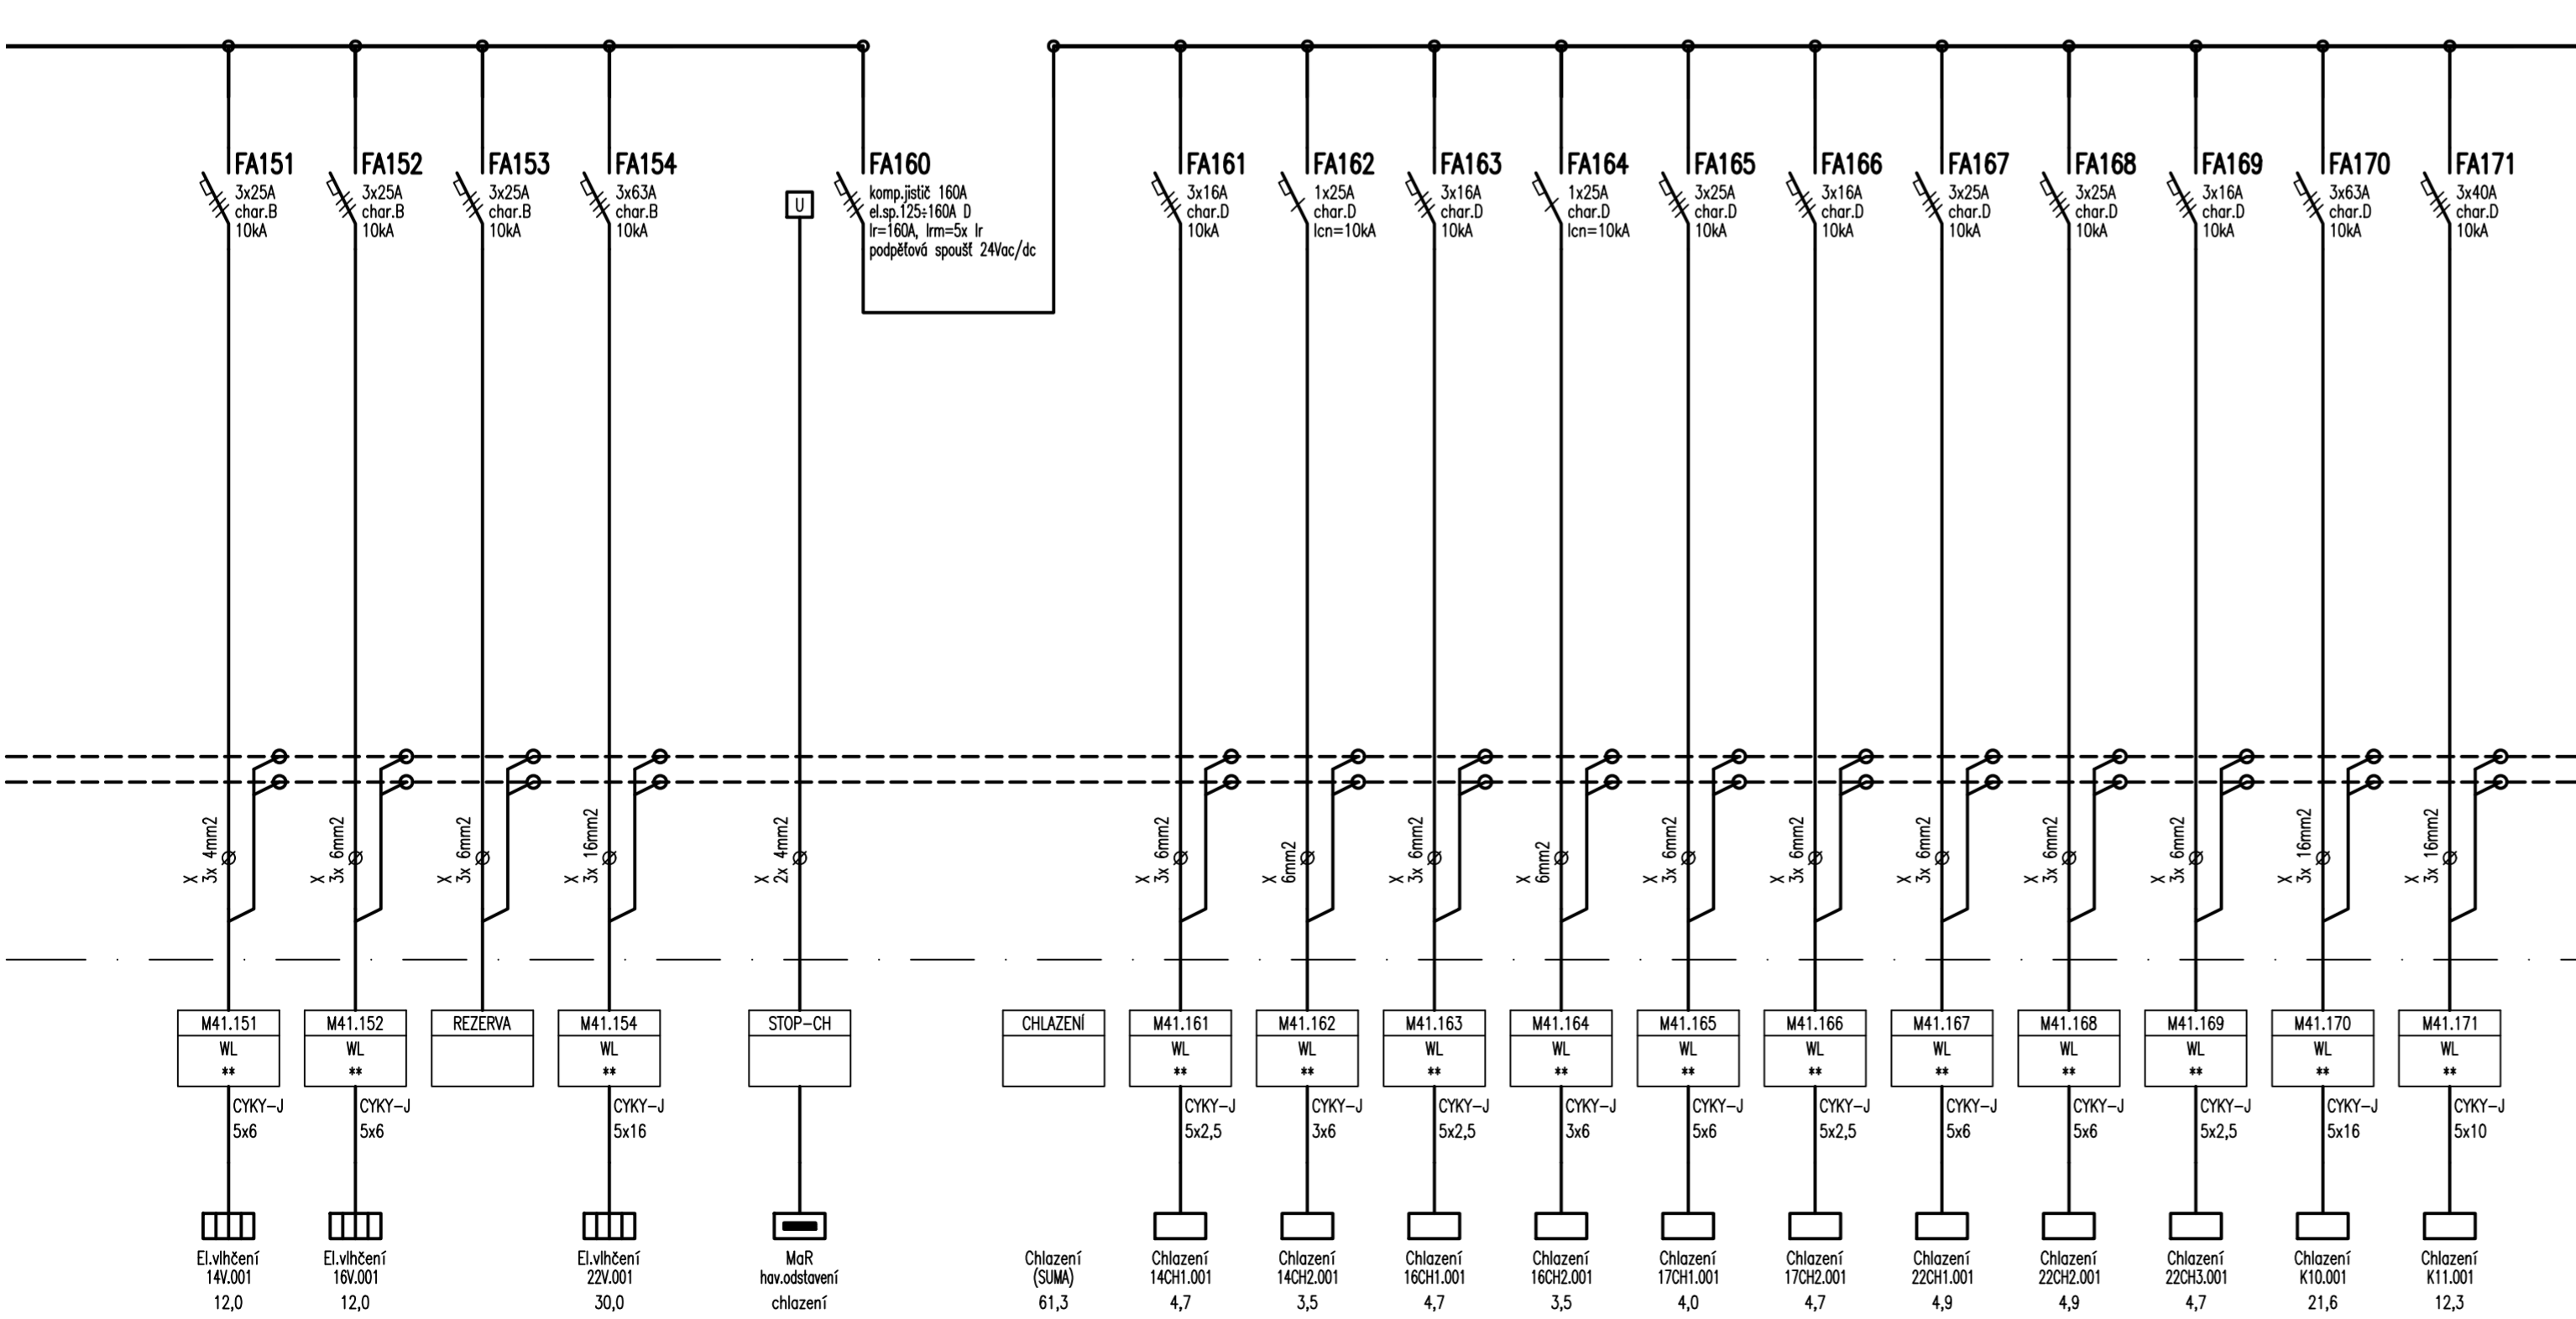 FA151
3x25A
char.B
10kA
FA152
3x25A
char.B
10kA
FA153
3x25A
char.B
10kA
FA154
3x63A
char.B
10kA
U
FA160
komp.jistič 160A
el.sp.125÷160A D
Ir=160A, Irm=5x Ir
podpěťová spoušť 24Vac/dc
FA161
3x16A
char.D
10kA
FA162
1x25A
char.D
Icn=10kA
FA163
3x16A
char.D
10kA
FA164
1x25A
char.D
Icn=10kA
FA165
3x25A
char.D
10kA
FA166
3x16A
char.D
10kA
FA167
3x25A
char.D
10kA
FA168
3x25A
char.D
10kA
FA169
3x16A
char.D
10kA
FA170
3x63A
char.D
10kA
FA171
3x40A
char.D
10kA
X
3x 4mm2
X
3x 6mm2
X
3x 6mm2
X
3x 16mm2
X
2x 4mm2
X
3x 6mm2
X
6mm2
X
3x 6mm2
X
6mm2
X
3x 6mm2
X
3x 6mm2
X
3x 6mm2
X
3x 6mm2
X
3x 6mm2
X
3x 16mm2
X
3x 16mm2
M41.151
WL
**
M41.152
WL
**
REZERVA
M41.154
WL
**
STOP-CH
CHLAZENÍ
M41.161
WL
**
M41.162
WL
**
M41.163
WL
**
M41.164
WL
**
M41.165
WL
**
M41.166
WL
**
M41.167
WL
**
M41.168
WL
**
M41.169
WL
**
M41.170
WL
**
M41.171
WL
**
CYKY-J
5x6
CYKY-J
5x6
CYKY-J
5x16
CYKY-J
5x2,5
CYKY-J
3x6
CYKY-J
5x2,5
CYKY-J
3x6
CYKY-J
5x6
CYKY-J
5x2,5
CYKY-J
5x6
CYKY-J
5x6
CYKY-J
5x2,5
CYKY-J
5x16
CYKY-J
5x10
El.vlhčení
14V.001
12,0
El.vlhčení
16V.001
12,0
El.vlhčení
22V.001
30,0
MaR
hav.odstavení
chlazení
Chlazení
(SUMA)
61,3
Chlazení
14CH1.001
4,7
Chlazení
14CH2.001
3,5
Chlazení
16CH1.001
4,7
Chlazení
16CH2.001
3,5
Chlazení
17CH1.001
4,0
Chlazení
17CH2.001
4,7
Chlazení
22CH1.001
4,9
Chlazení
22CH2.001
4,9
Chlazení
22CH3.001
4,7
Chlazení
K10.001
21,6
Chlazení
K11.001
12,3